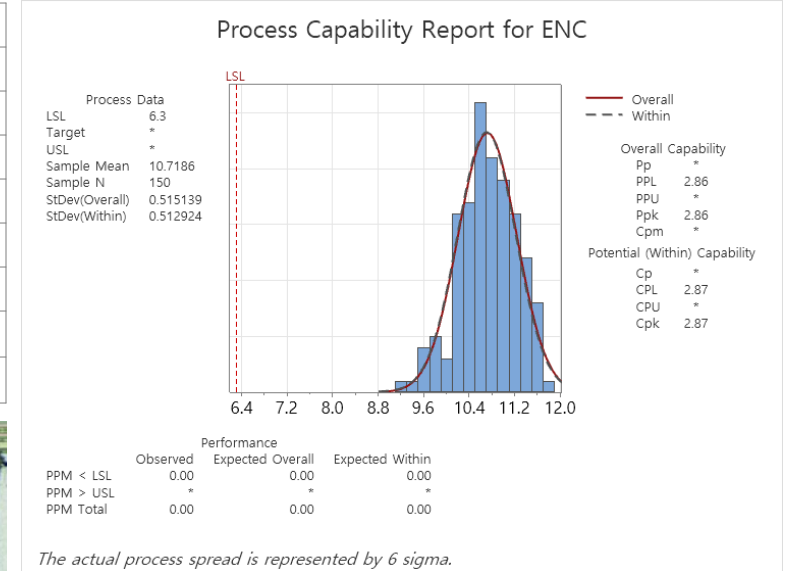 Process Capability Report for ENC
LSL
Process Data
LSL 6.3
Target *
USL *
Sample Mean 10.7186
Sample N 150
StDev(Overall) 0.515139
StDev(Within) 0.512924
Overall
Within
Overall Capability
Pp *
PPL 2.86
PPU *
Ppk 2.86
Cpm *
Potential (Within) Capability
Cp *
CPL 2.87
CPU *
Cpk 2.87
6.4 7.2 8.0 8.8 9.6 10.4 11.2 12.0
Performance
Observed Expected Overall Expected Within
PPM < LSL 0.00 0.00 0.00
PPM > USL * * *
PPM Total 0.00 0.00 0.00
The actual process spread is represented by 6 sigma.